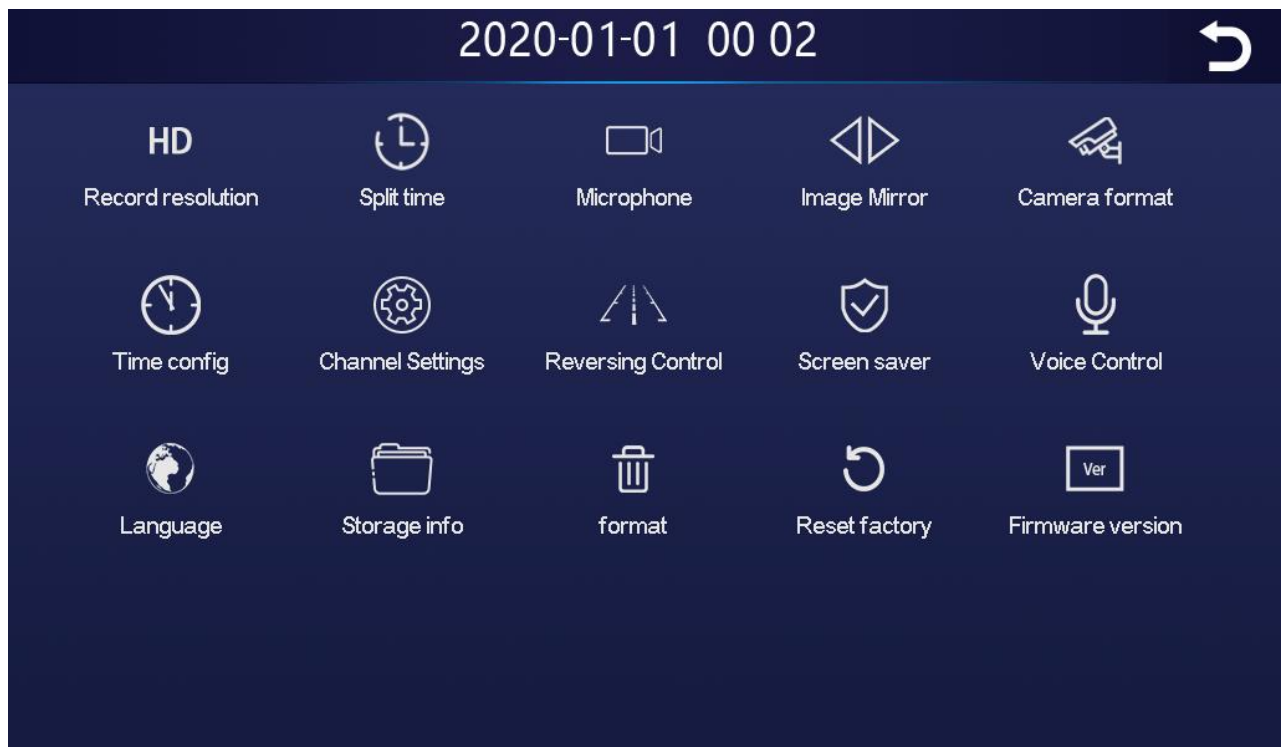 2020-01-01 00 02
HD
Record resolution
Split time
Microphone
Image Mirror
Camera format
Time config
Channel Settings
Reversing Control
Screen saver
Voice Control
Ver
Language
Storage info
format
Reset factory
Firmware version